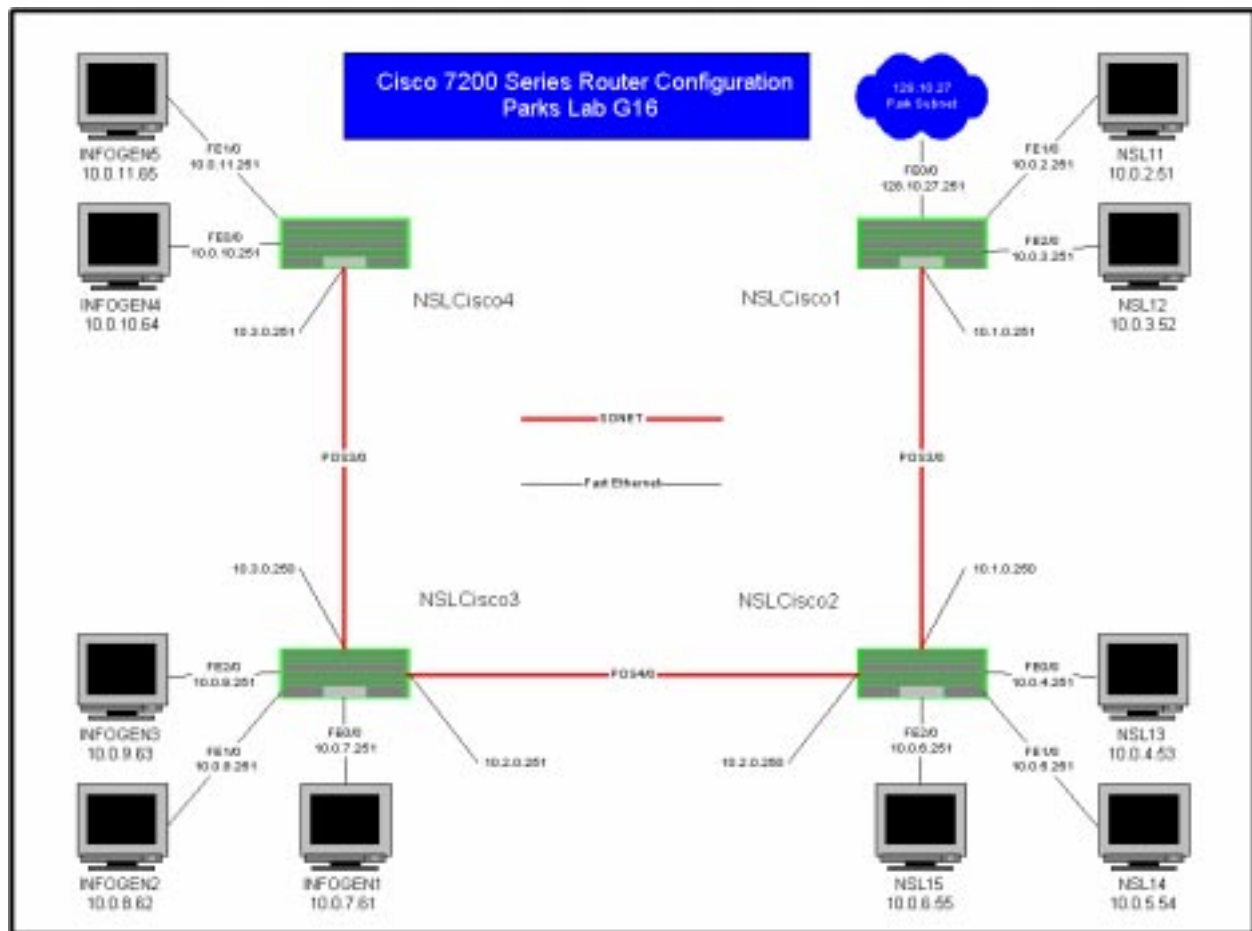 Cisco 7200 Series Router Configuration
Parks Lab G16
128.10.27
Park Subnet
INFOGEN5
10.0.11.65
FE1/0
10.0.11.251
INFOGEN4
10.0.10.64
FE0/0
10.0.10.251
NSLCisco4
10.3.0.251
FE0/0
128.10.27.251
FE1/0
10.0.2.251
NSL11
10.0.2.51
FE2/0
10.0.3.251
NSL12
10.0.3.52
NSLCisco1
10.1.0.251
SONET
Fast Ethernet
POS3/0
POS3/0
10.3.0.250
NSLCisco3
NSLCisco2
10.1.0.250
POS4/0
10.2.0.251
10.2.0.250
INFOGEN3
10.0.9.63
FE2/0
10.0.9.251
INFOGEN2
10.0.8.62
FE1/0
10.0.8.251
FE0/0
10.0.7.251
INFOGEN1
10.0.7.61
FE2/0
10.0.6.251
NSL15
10.0.6.55
FE0/0
10.0.4.251
NSL13
10.0.4.53
FE1/0
10.0.5.251
NSL14
10.0.5.54